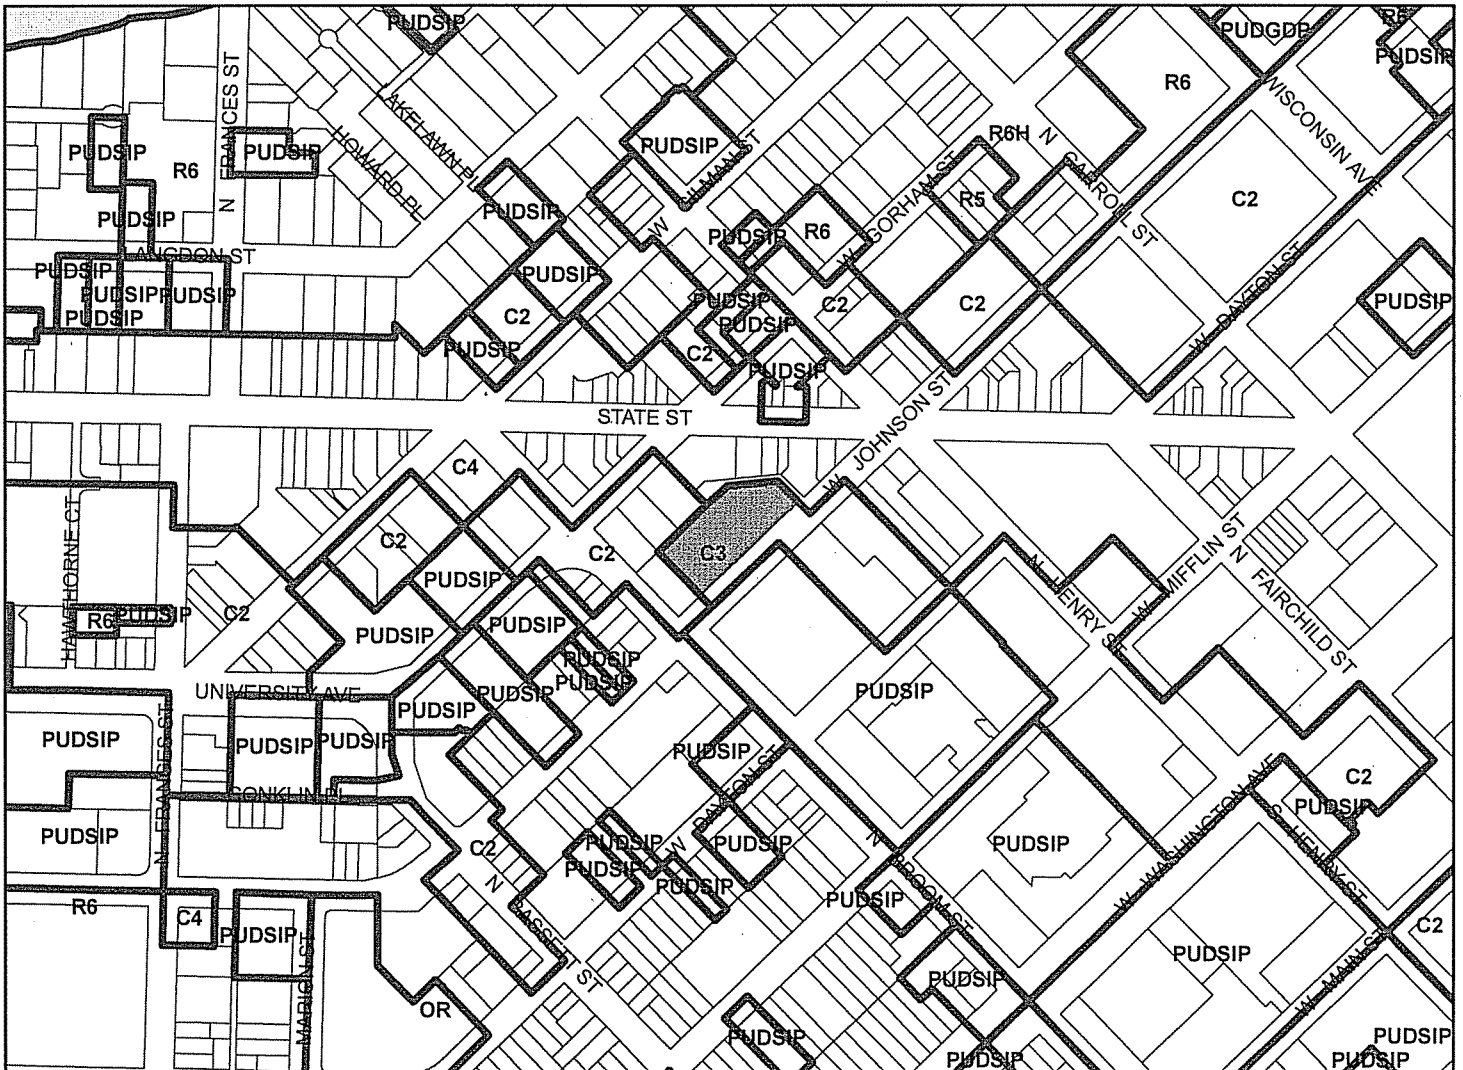 PUDSIP
PUDGDP
R6
PUDSIP
R6
WISCONSIN AVE
N FRANCES ST
LAKELAWN PL
HOWARD PL
PUDSIP
R6
PUDSIP
PUDSIP
W GILMAN ST
R6H
N CARROLL ST
PUDSIP
PUDSIP
R5
C2
W GORHAM ST
PUDSIP
R6
LANGDON ST
PUDSIP
PUDSIP
PUDSIP
PUDSIP
PUDSIP
C2
PUDSIP
PUDSIP
C2
C2
W DAYTON ST
PUDSIP
PUDSIP
PUDSIP
C2
PUDSIP
STATE ST
W JOHNSON ST
C4
C2
C2
C3
HAWTHORNE CT
PUDSIP
R6
PUDSIP
C2
PUDSIP
PUDSIP
N HENRY ST
W MIFFLIN ST
N FAIRCHILD ST
PUDSIP
PUDSIP
UNIVERSITY AVE
PUDSIP
PUDSIP
PUDSIP
PUDSIP
PUDSIP
PUDSIP
N FRANCES ST
PUDSIP
W DAYTON ST
CONKLIN PL
C2
PUDSIP
PUDSIP
C2
PUDSIP
PUDSIP
PUDSIP
PUDSIP
PUDSIP
W WASHINGTON AVE
S HENRY ST
N BROOM ST
PUDSIP
N BASSETT ST
R6
C4
PUDSIP
MARION ST
C2
PUDSIP
PUDSIP
W MAIN ST
OR
PUDSIP
PUDSIP
PUDSIP
PUDSIP